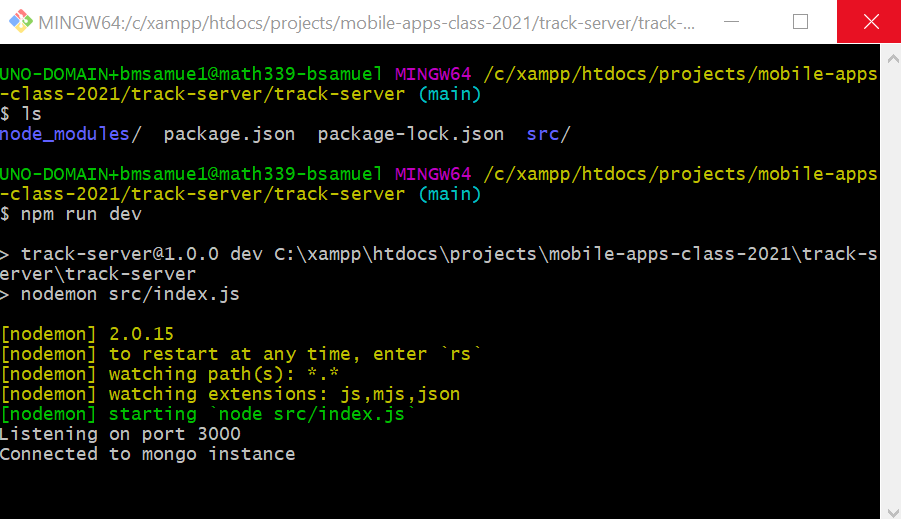 MINGW64:/c/xampp/htdocs/projects/mobile-apps-class-2021/track-server/track-...
UNO-DOMAIN+bmsamue1@math339-bsamuel MINGW64 /c/xampp/htdocs/projects/mobile-apps
-class-2021/track-server/track-server (main)
$ ls
node_modules/  package.json  package-lock.json  src/
UNO-DOMAIN+bmsamue1@math339-bsamuel MINGW64 /c/xampp/htdocs/projects/mobile-apps
-class-2021/track-server/track-server (main)
$ npm run dev
> track-server@1.0.0 dev C:\xampp\htdocs\projects\mobile-apps-class-2021\track-s
erver\track-server
> nodemon src/index.js
[nodemon] 2.0.15
[nodemon] to restart at any time, enter `rs`
[nodemon] watching path(s): *.*
[nodemon] watching extensions: js,mjs,json
[nodemon] starting `node src/index.js`
Listening on port 3000
Connected to mongo instance